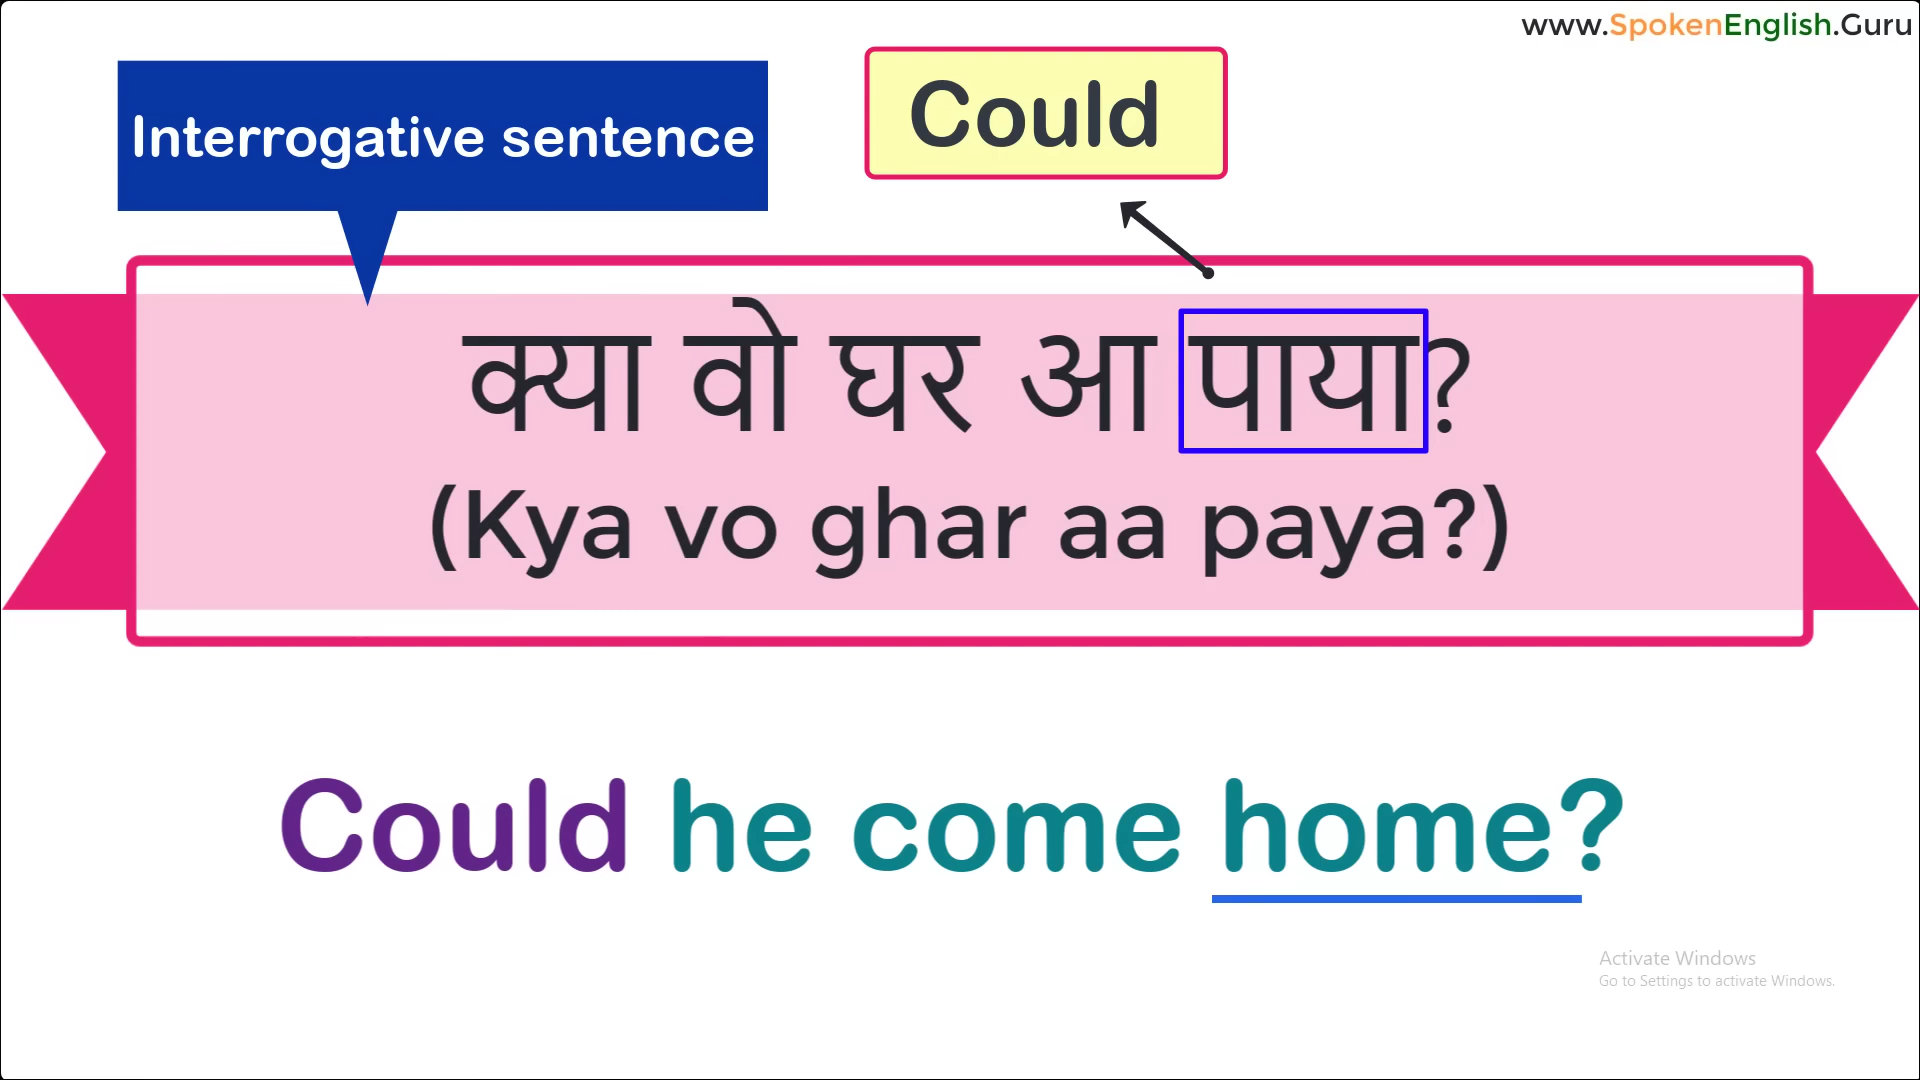 www.SpokenEnglish.Guru
Interrogative sentence
Could
क्या वो घर आ पाया?
(Kya vo ghar aa paya?)
Could he come home?
Activate Windows
Go to Settings to activate Windows.